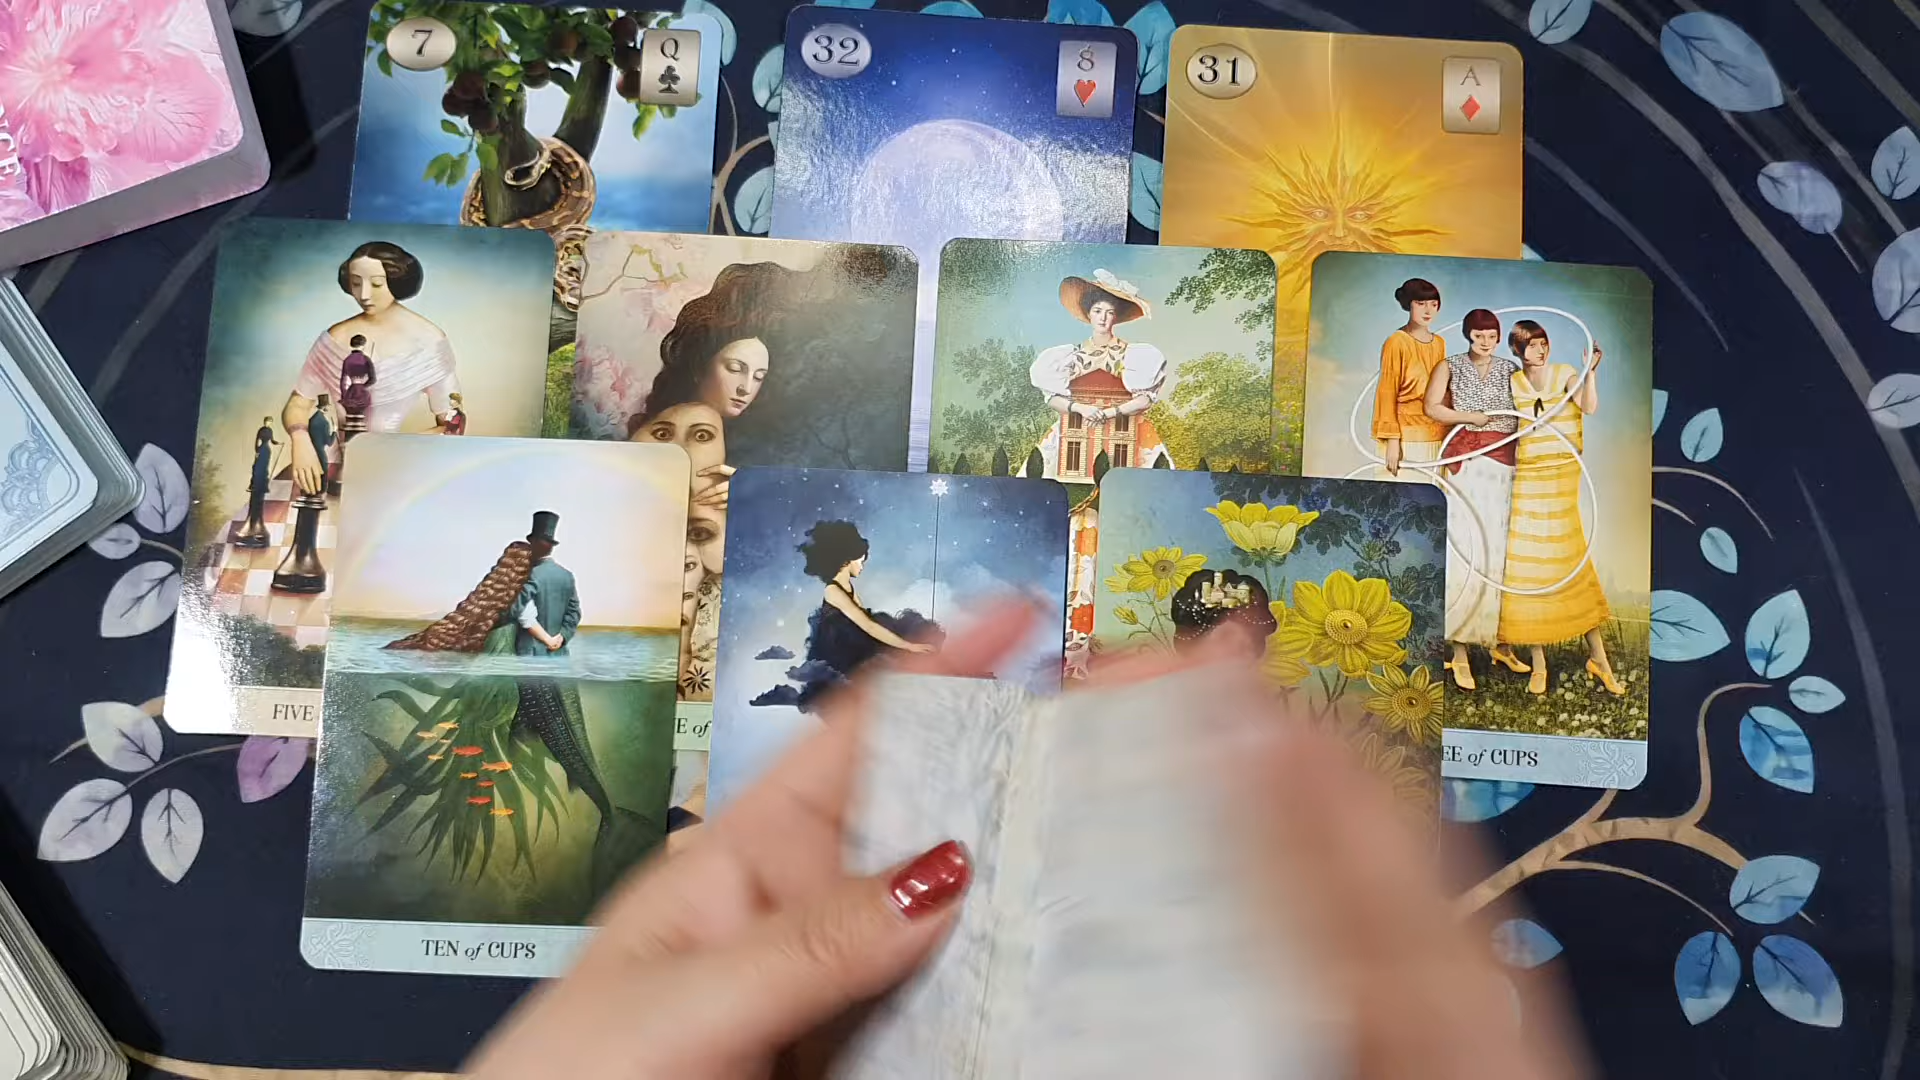 7
Q
32
8
31
A
FIVE
E of
EE of CUPS
TEN of CUPS